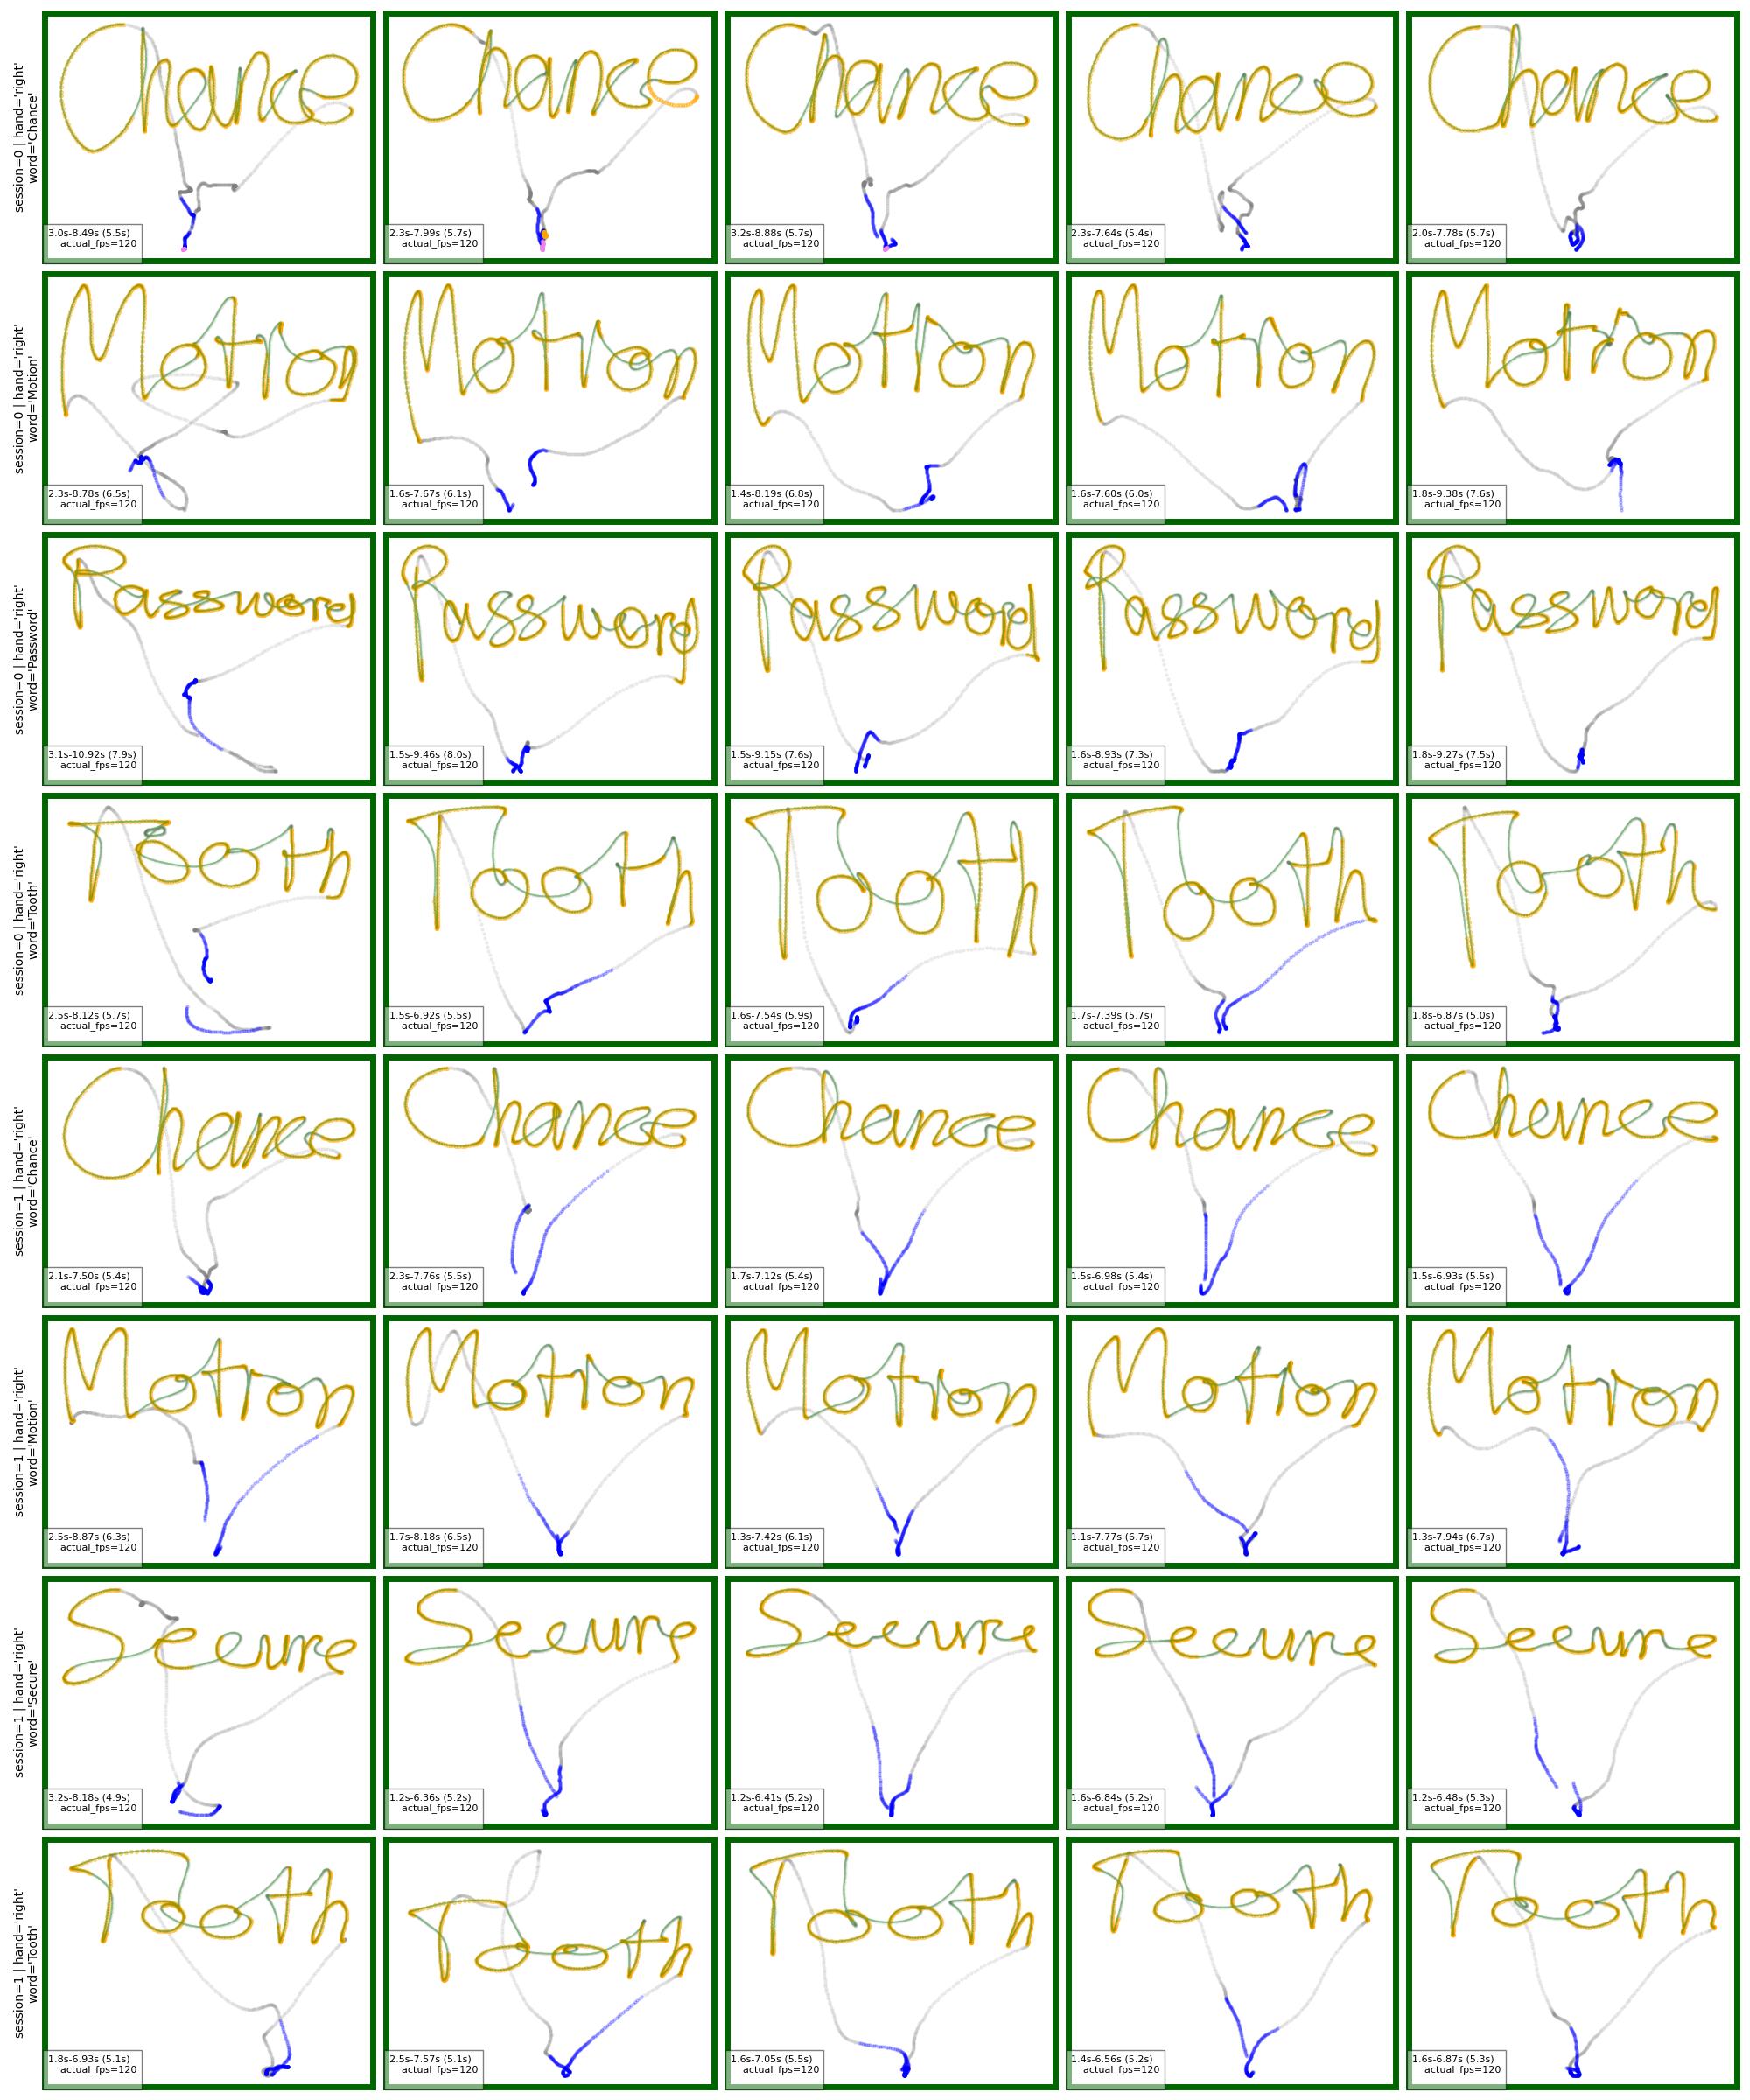 session=0 | hand='right'
word='Chance'
Chance Chance Chance Chance Chance
3.0s-8.49s (5.5s)
actual_fps=120
2.3s-7.99s (5.7s)
actual_fps=120
3.2s-8.88s (5.7s)
actual_fps=120
2.3s-7.64s (5.4s)
actual_fps=120
2.0s-7.78s (5.7s)
actual_fps=120
session=0 | hand='right'
word='Motion'
Motion Motion Motion Motion Motion
2.3s-8.78s (6.5s)
actual_fps=120
1.6s-7.67s (6.1s)
actual_fps=120
1.4s-8.19s (6.8s)
actual_fps=120
1.6s-7.60s (6.0s)
actual_fps=120
1.8s-9.38s (7.6s)
actual_fps=120
session=0 | hand='right'
word='Password'
Password Password Password Password Password
3.1s-10.92s (7.9s)
actual_fps=120
1.5s-9.46s (8.0s)
actual_fps=120
1.5s-9.15s (7.6s)
actual_fps=120
1.6s-8.93s (7.3s)
actual_fps=120
1.8s-9.27s (7.5s)
actual_fps=120
session=0 | hand='right'
word='Tooth'
Tooth Tooth Tooth Tooth Tooth
2.5s-8.12s (5.7s)
actual_fps=120
1.5s-6.92s (5.5s)
actual_fps=120
1.6s-7.54s (5.9s)
actual_fps=120
1.7s-7.39s (5.7s)
actual_fps=120
1.8s-6.87s (5.0s)
actual_fps=120
session=1 | hand='right'
word='Chance'
Chance Chance Chance Chance Chance
2.1s-7.50s (5.4s)
actual_fps=120
2.3s-7.76s (5.5s)
actual_fps=120
1.7s-7.12s (5.4s)
actual_fps=120
1.5s-6.98s (5.4s)
actual_fps=120
1.5s-6.93s (5.5s)
actual_fps=120
session=1 | hand='right'
word='Motion'
Motion Motion Motion Motion Motion
2.5s-8.87s (6.3s)
actual_fps=120
1.7s-8.18s (6.5s)
actual_fps=120
1.3s-7.42s (6.1s)
actual_fps=120
1.1s-7.77s (6.7s)
actual_fps=120
1.3s-7.94s (6.7s)
actual_fps=120
session=1 | hand='right'
word='Secure'
Secure Secure Secure Secure Secure
3.2s-8.18s (4.9s)
actual_fps=120
1.2s-6.36s (5.2s)
actual_fps=120
1.2s-6.41s (5.2s)
actual_fps=120
1.6s-6.84s (5.2s)
actual_fps=120
1.2s-6.48s (5.3s)
actual_fps=120
session=1 | hand='right'
word='Tooth'
Tooth Tooth Tooth Tooth Tooth
1.8s-6.93s (5.1s)
actual_fps=120
2.5s-7.57s (5.1s)
actual_fps=120
1.6s-7.05s (5.5s)
actual_fps=120
1.4s-6.56s (5.2s)
actual_fps=120
1.6s-6.87s (5.3s)
actual_fps=120